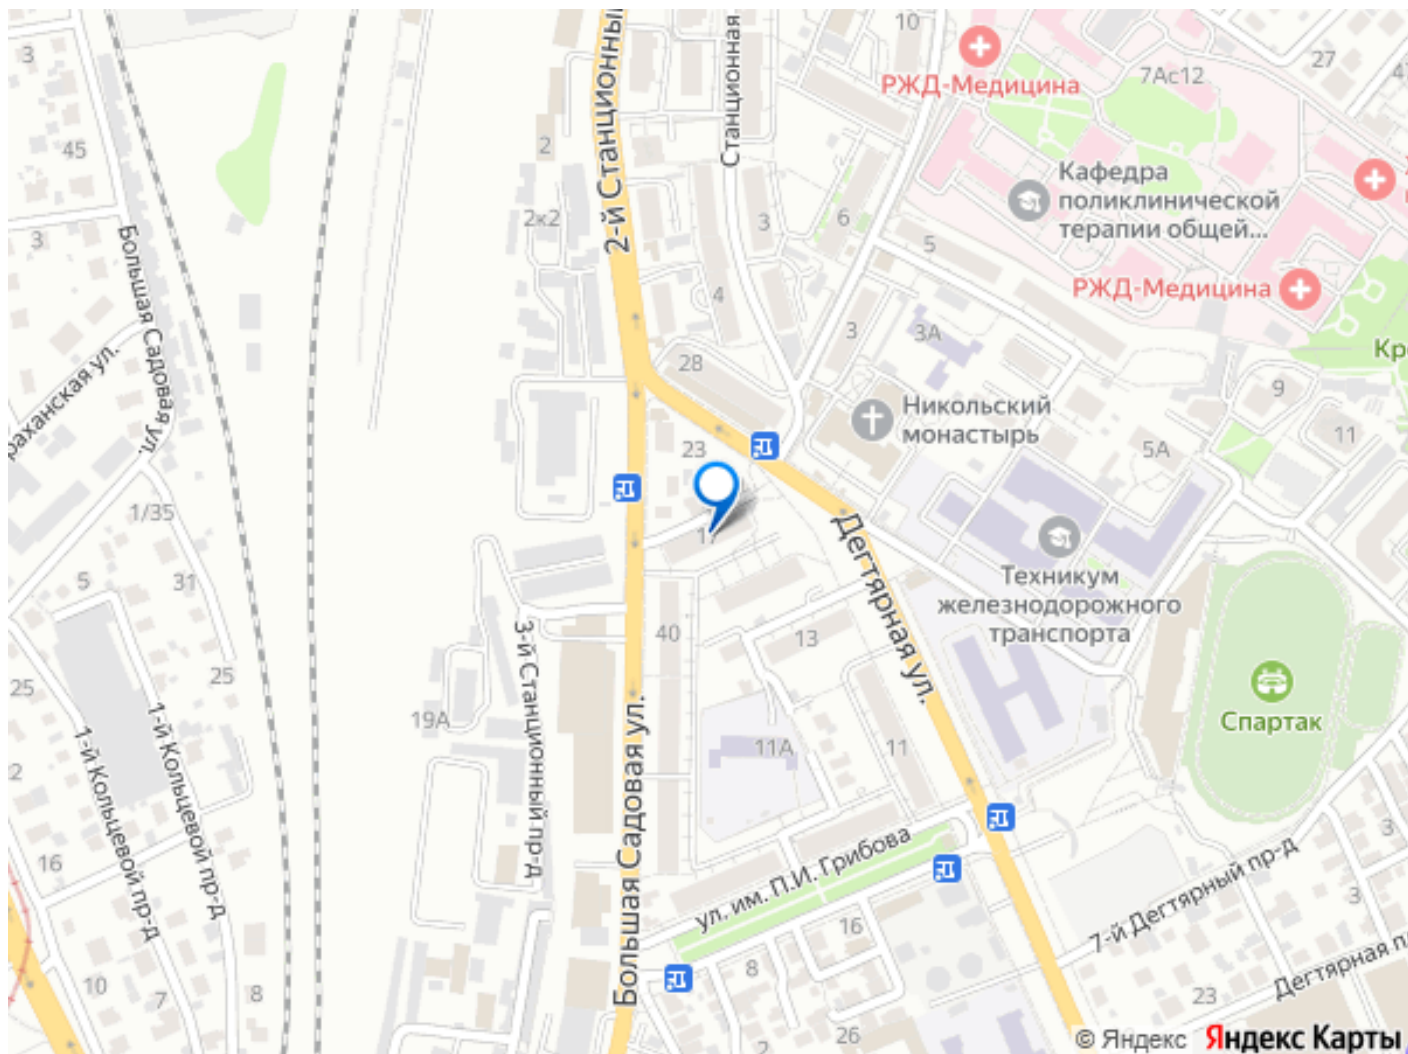 3
10
27
РЖД-Медицина
7Ас12
45
2
2-й Станционный
Станционная
Кафедра
поликлинической
терапии общей...
2к2
3
6
5
3
Большая Садовая ул.
РЖД-Медицина
4
3
3А
28
9
Никольский
монастырь
11
23
5А
17
1/35
Дегтярная ул.
Техникум
железнодорожного
транспорта
5
31
3-й Станционный пр-д
40
13
25
25
19А
Спартак
1-й Кольцевой пр-д
1-й Кольцевой пр-д
Большая Садовая ул.
11А
11
2
16
ул. им. П.И. Грибова
3
7-й Дегтярный пр-д
3
16
8
10
7
8
23
Дегтярная
26
2
© Яндекс Яндекс Карты